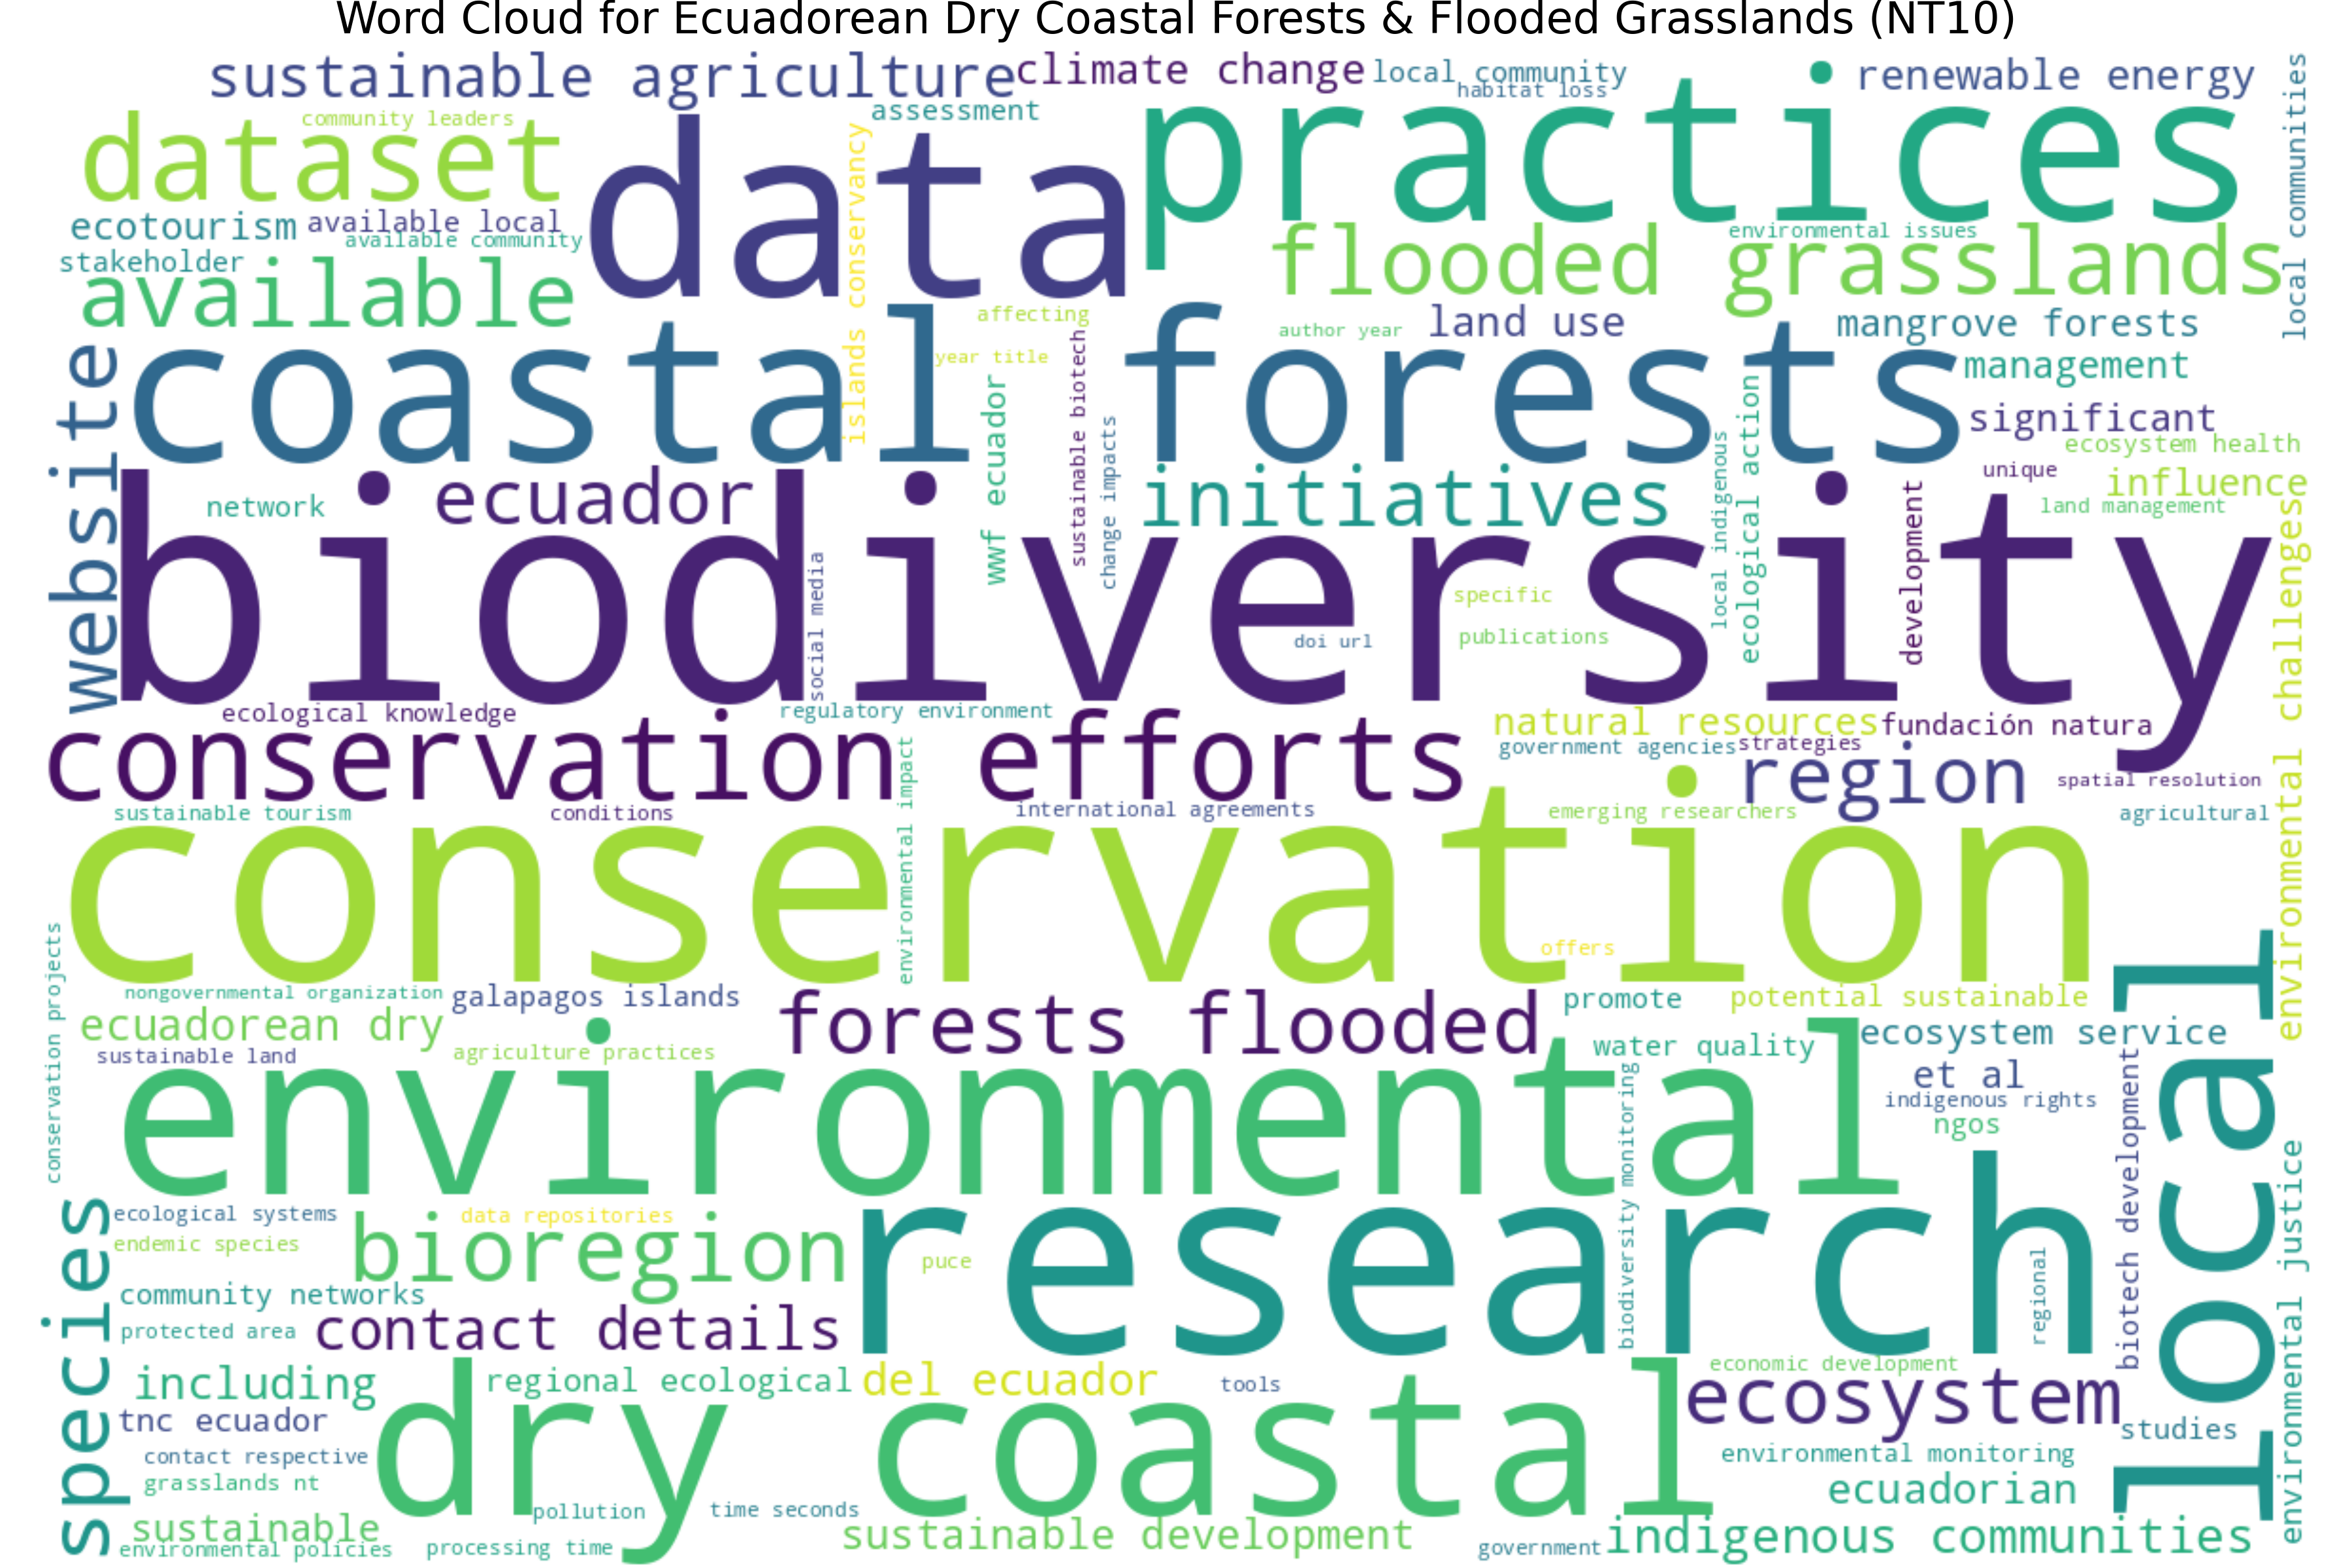 Word Cloud for Ecuadorean Dry Coastal Forests & Flooded Grasslands (NT10)
sustainable agriculture
climate change
local community
habitat loss
renewable energy
local communities
community leaders
assessment
dataset
data
practices
islands conservancy
ecotourism
available local
available community
stakeholder
available
flooded grasslands
environmental issues
coastal forests
affecting
author year
land use
mangrove forests
year title
management
website
wwf ecuador
sustainable biotech
change impacts
significant
ecosystem health
unique
influence
land management
network
ecuador
initiatives
local indigenous
ecological action
development
biodiversity
social media
specific
doi url
publications
environmental challenges
ecological knowledge
regulatory environment
natural resources
fundación natura
conservation efforts
government agencies
strategies
region
spatial resolution
sustainable tourism
conditions
environmental impact
international agreements
emerging researchers
agricultural
conservation
offers
conservation projects
nongovernmental organization
galapagos islands
forests flooded
promote
potential sustainable
ecuadorean dry
sustainable land
agriculture practices
water quality
ecosystem service
environmental
et al
indigenous rights
ngos
biodiversity monitoring
biotech development
local
environmental justice
species
ecological systems
data repositories
endemic species
bioregion
research
puce
regional
community networks
protected area
contact details
including
regional ecological
del ecuador
tools
economic development
ecosystem
tnc ecuador
dry coastal
studies
contact respective
environmental monitoring
grasslands nt
ecuadorian
pollution
time seconds
sustainable
environmental policies
processing time
sustainable development
government
indigenous communities